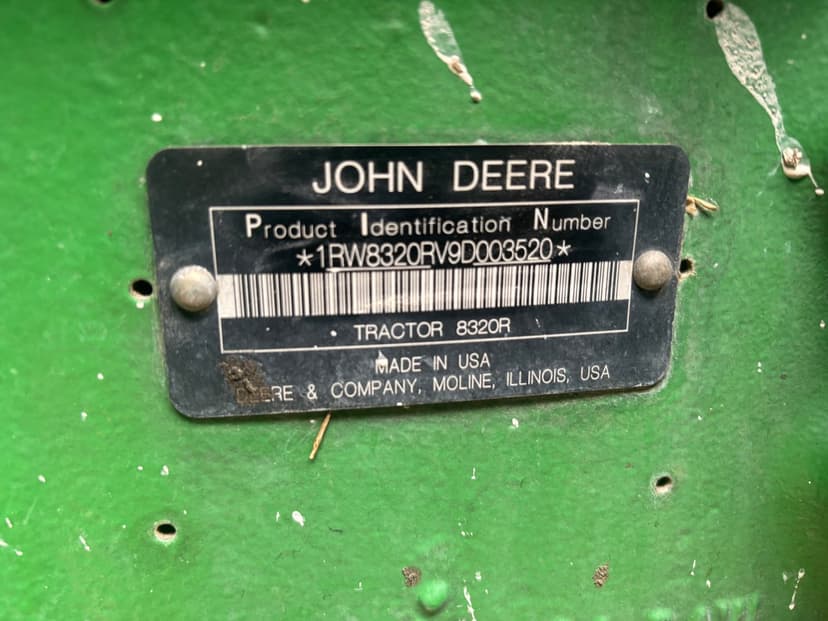 JOHN DEERE
Product Identification Number
*1RW8320RV9D003520*
TRACTOR 8320R
MADE IN USA
DEERE & COMPANY, MOLINE, ILLINOIS, USA